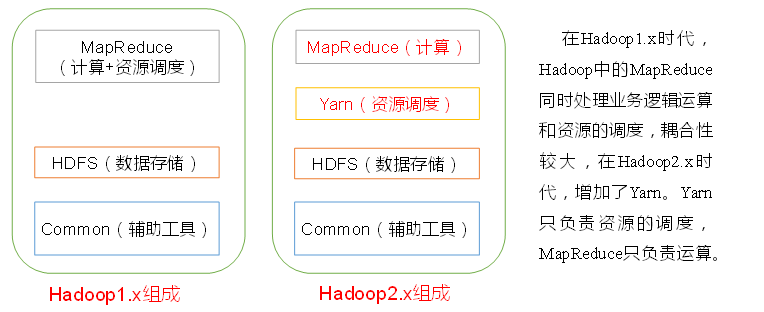 MapReduce
（计算+资源调度）
HDFS（数据存储）
Common（辅助工具）
Hadoop1.x组成
MapReduce（计算）
Yarn（资源调度）
HDFS（数据存储）
Common（辅助工具）
Hadoop2.x组成
在Hadoop1.x时代，
Hadoop中的MapReduce
同时处理业务逻辑运算
和资源的调度，耦合性
较大，在Hadoop2.x时
代，增加了Yarn。Yarn
只负责资源的调度，
MapReduce只负责运算。